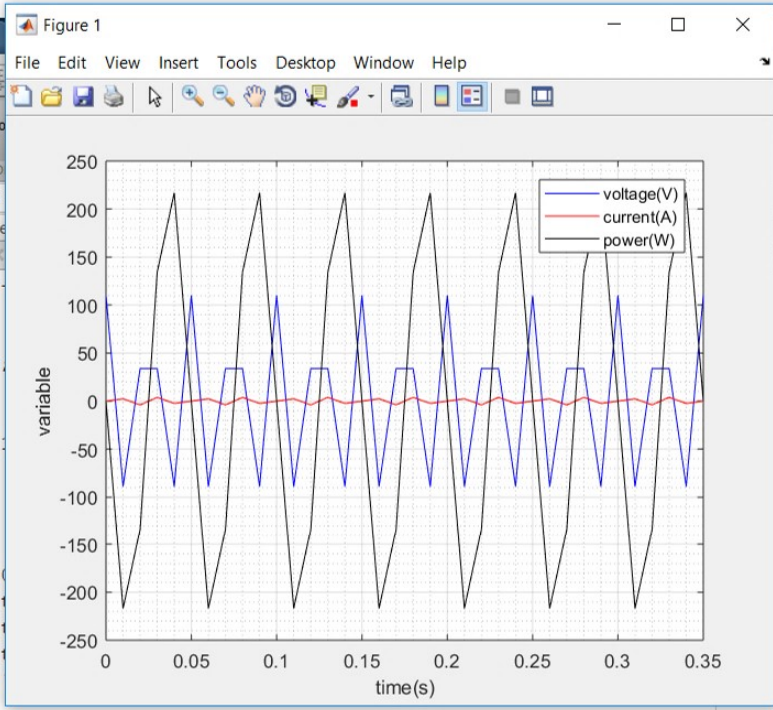 Figure 1
File Edit View Insert Tools Desktop Window Help
250
200
150
100
50
0
-50
-100
-150
-200
-250
variable
voltage(V)
current(A)
power(W)
0 0.05 0.1 0.15 0.2 0.25 0.3 0.35
time(s)